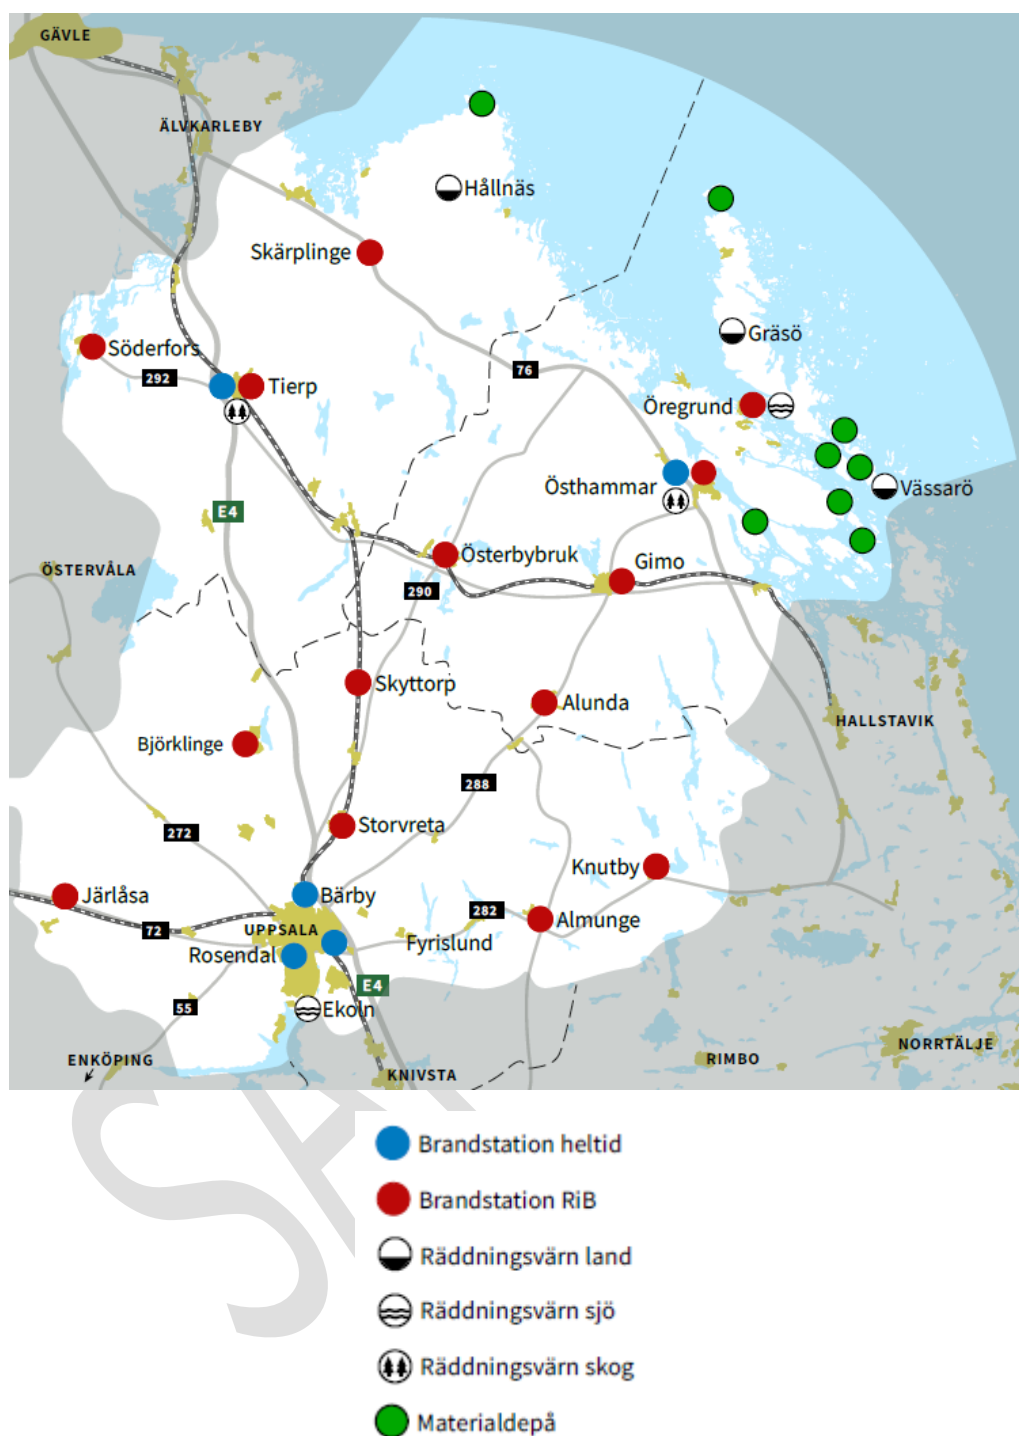 GÄVLE
ÄLVKARLEBY
Hållnäs
Skärplinge
Gräsö
Söderfors
292
76
Tierp
Öregrund
Östhammar
Vässarö
E4
Österbybruk
Gimo
ÖSTERVÅLA
290
Skyttorp
Alunda
HALLSTAVIK
Björklinge
288
272
Storvreta
Knutby
Järlåsa
Bärby
282
Almunge
72
UPPSALA
Fyrislund
Rosendal
E4
55
Ekoln
ENKÖPING
KNIVSTA
RIMBO
NORRTÄLJE
Brandstation heltid
Brandstation RiB
Räddningsvärn land
Räddningsvärn sjö
Räddningsvärn skog
Materialdepå